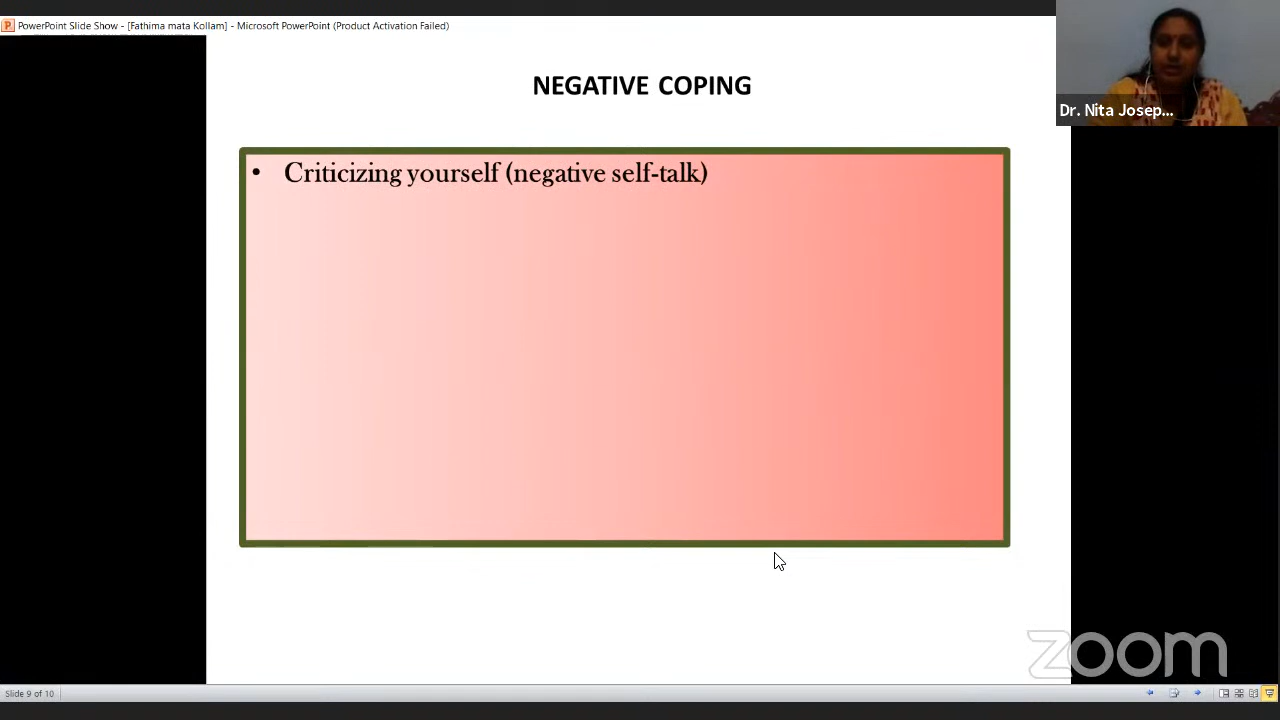 PowerPoint Slide Show - [Fathima mata Kollam] - Microsoft PowerPoint (Product Activation Failed)
NEGATIVE COPING
Dr. Nita Josep...
• Criticizing yourself (negative self-talk)
zoom
Slide 9 of 10